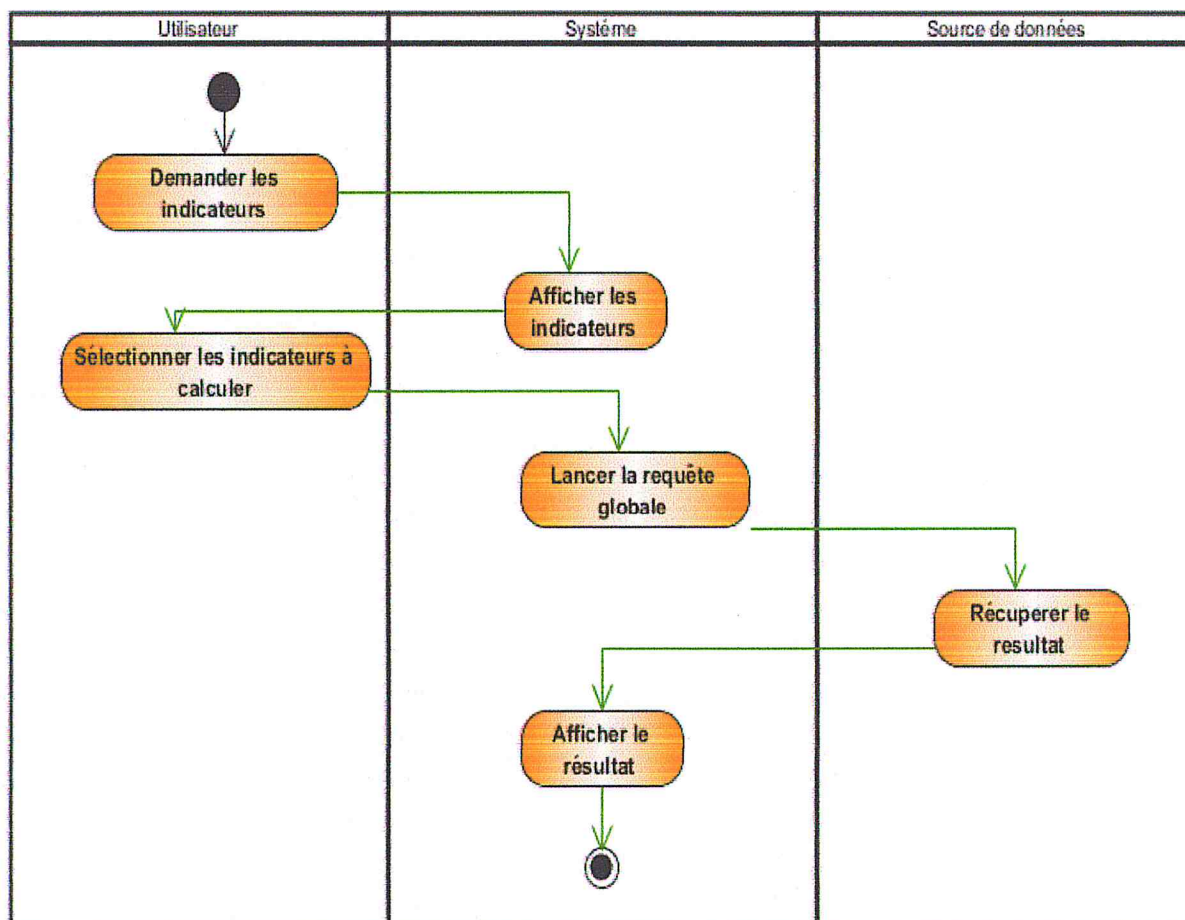 Utilisateur
Systéme
Source de données
Demander les
indicateurs
Afficher les
indicateurs
Sélectionner les indicateurs à
calculer
Lancer la requête
globale
Récuperer le
resultat
Afficher le
résultat